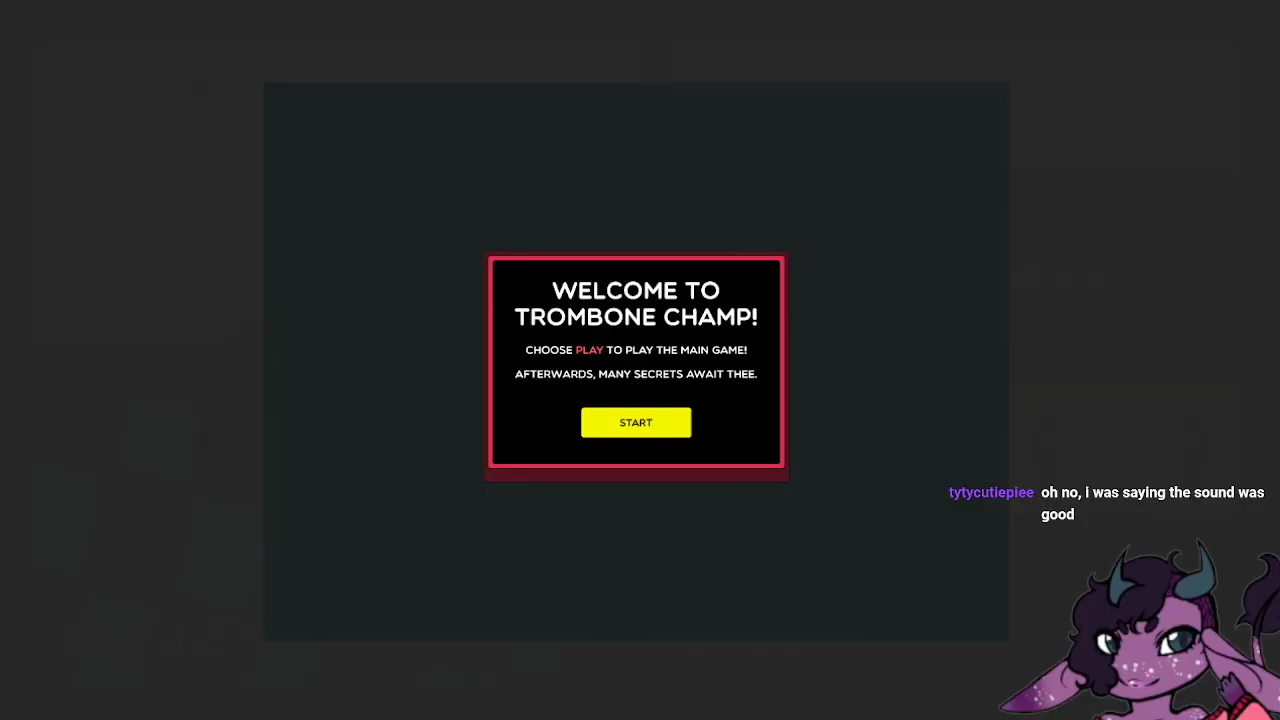 WELCOME TO
TROMBONE CHAMP!
CHOOSE PLAY TO PLAY THE MAIN GAME!
AFTERWARDS, MANY SECRETS AWAIT THEE.
START
tytycutiepiee oh no, i was saying the sound was
good